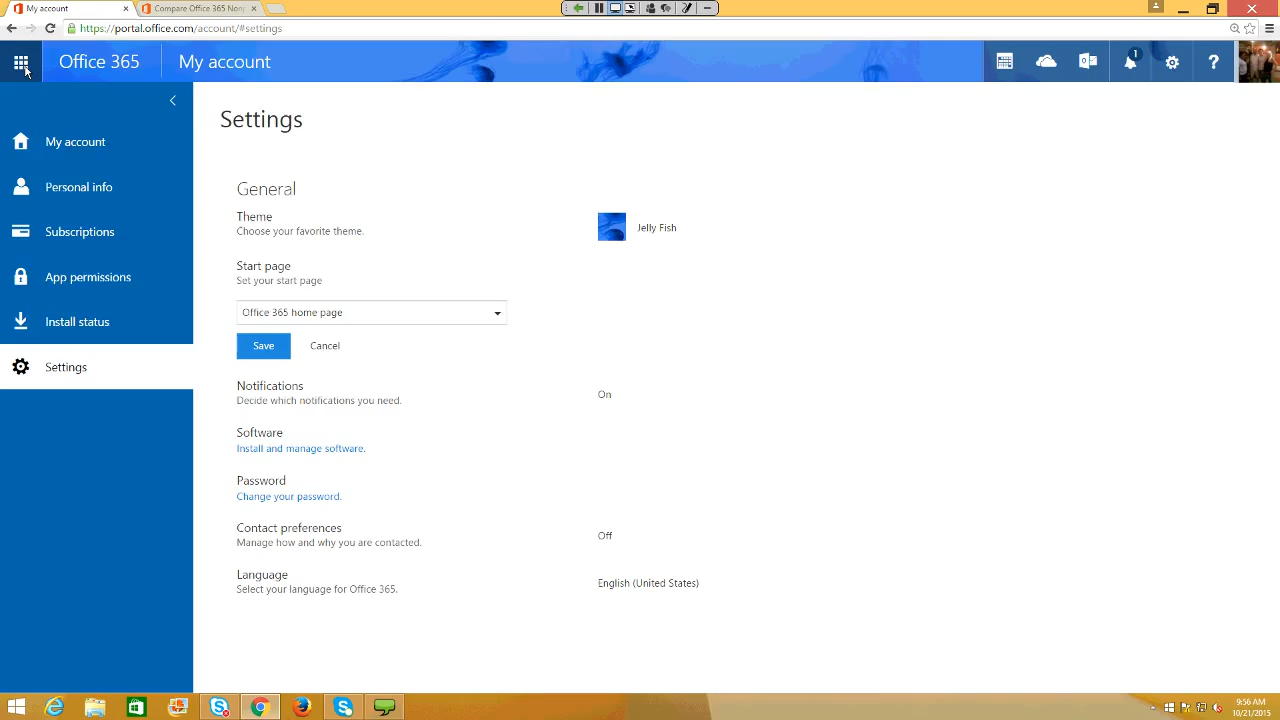 My account
Compare Office 365 Nonp
https://portal.office.com/account/#settings
Office 365
My account
1
?
My account
Personal info
Subscriptions
App permissions
Install status
Settings
Settings
General
Theme
Choose your favorite theme.
Jelly Fish
Start page
Set your start page
Office 365 home page
Save
Cancel
Notifications
Decide which notifications you need.
On
Software
Install and manage software.
Password
Change your password.
Contact preferences
Manage how and why you are contacted.
Off
Language
Select your language for Office 365.
English (United States)
9:56 AM
10/21/2015